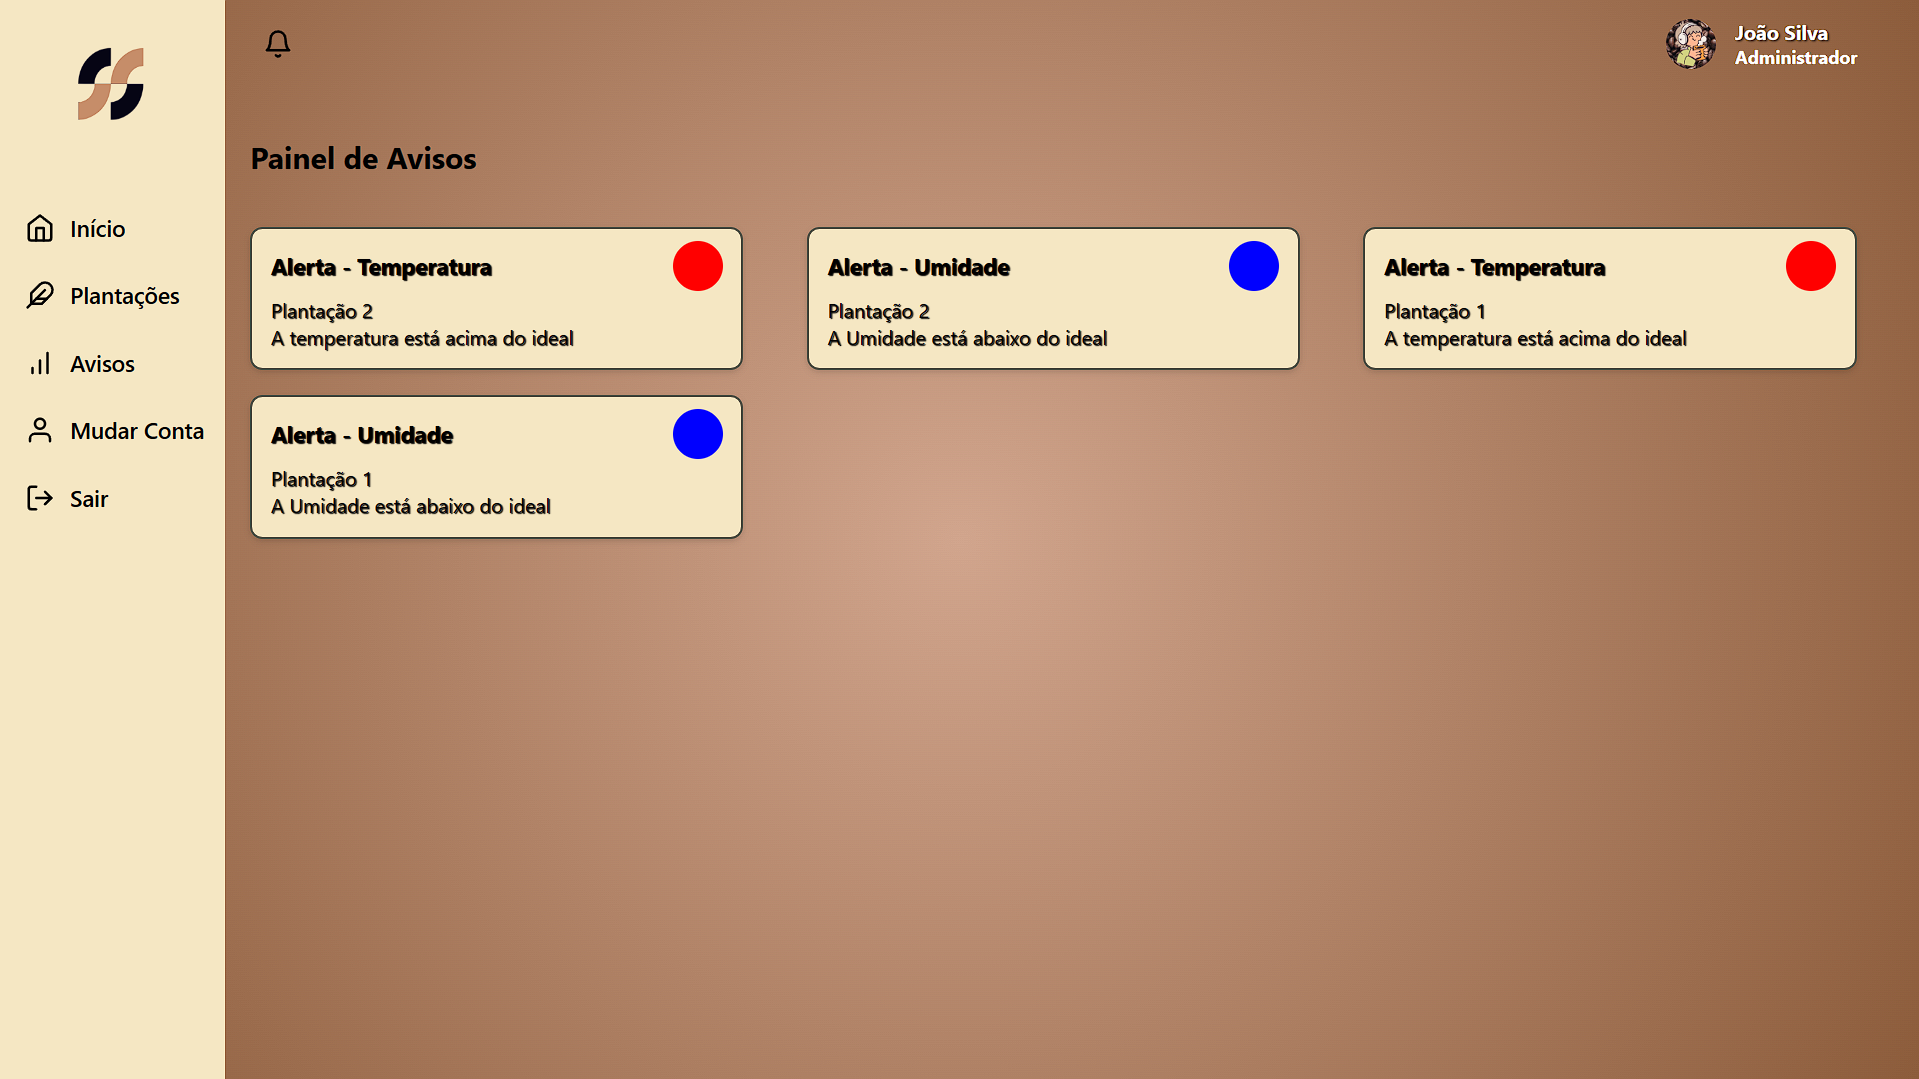 João Silva
Administrador
Início
Plantações
Avisos
Mudar Conta
Sair
Painel de Avisos
Alerta - Temperatura
Plantação 2
A temperatura está acima do ideal
Alerta - Umidade
Plantação 2
A Umidade está abaixo do ideal
Alerta - Temperatura
Plantação 1
A temperatura está acima do ideal
Alerta - Umidade
Plantação 1
A Umidade está abaixo do ideal